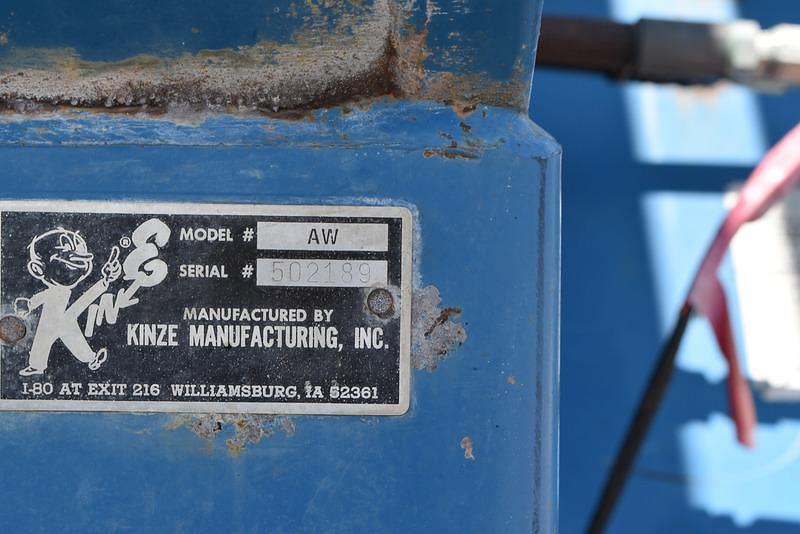 KINZE®
MODEL # AW
SERIAL # 502189
MANUFACTURED BY
KINZE MANUFACTURING, INC.
I-80 AT EXIT 216 WILLIAMSBURG, IA 52361